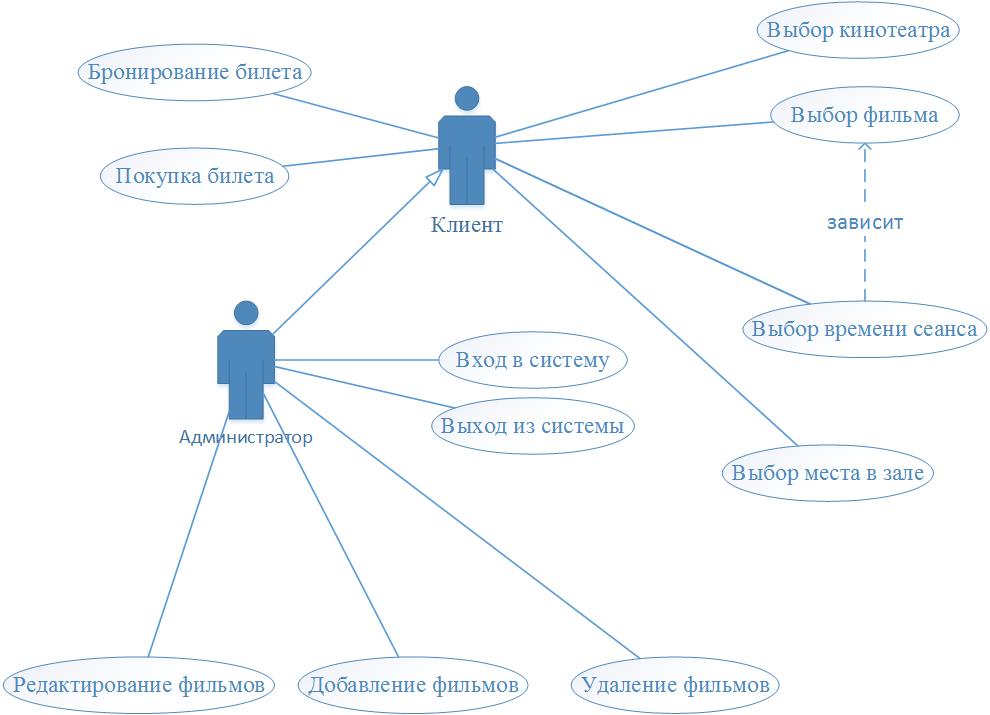 Выбор кинотеатра
Бронирование билета
Выбор фильма
Покупка билета
Клиент
зависит
Выбор времени сеанса
Вход в систему
Выход из системы
Администратор
Выбор места в зале
Редактирование фильмов
Добавление фильмов
Удаление фильмов